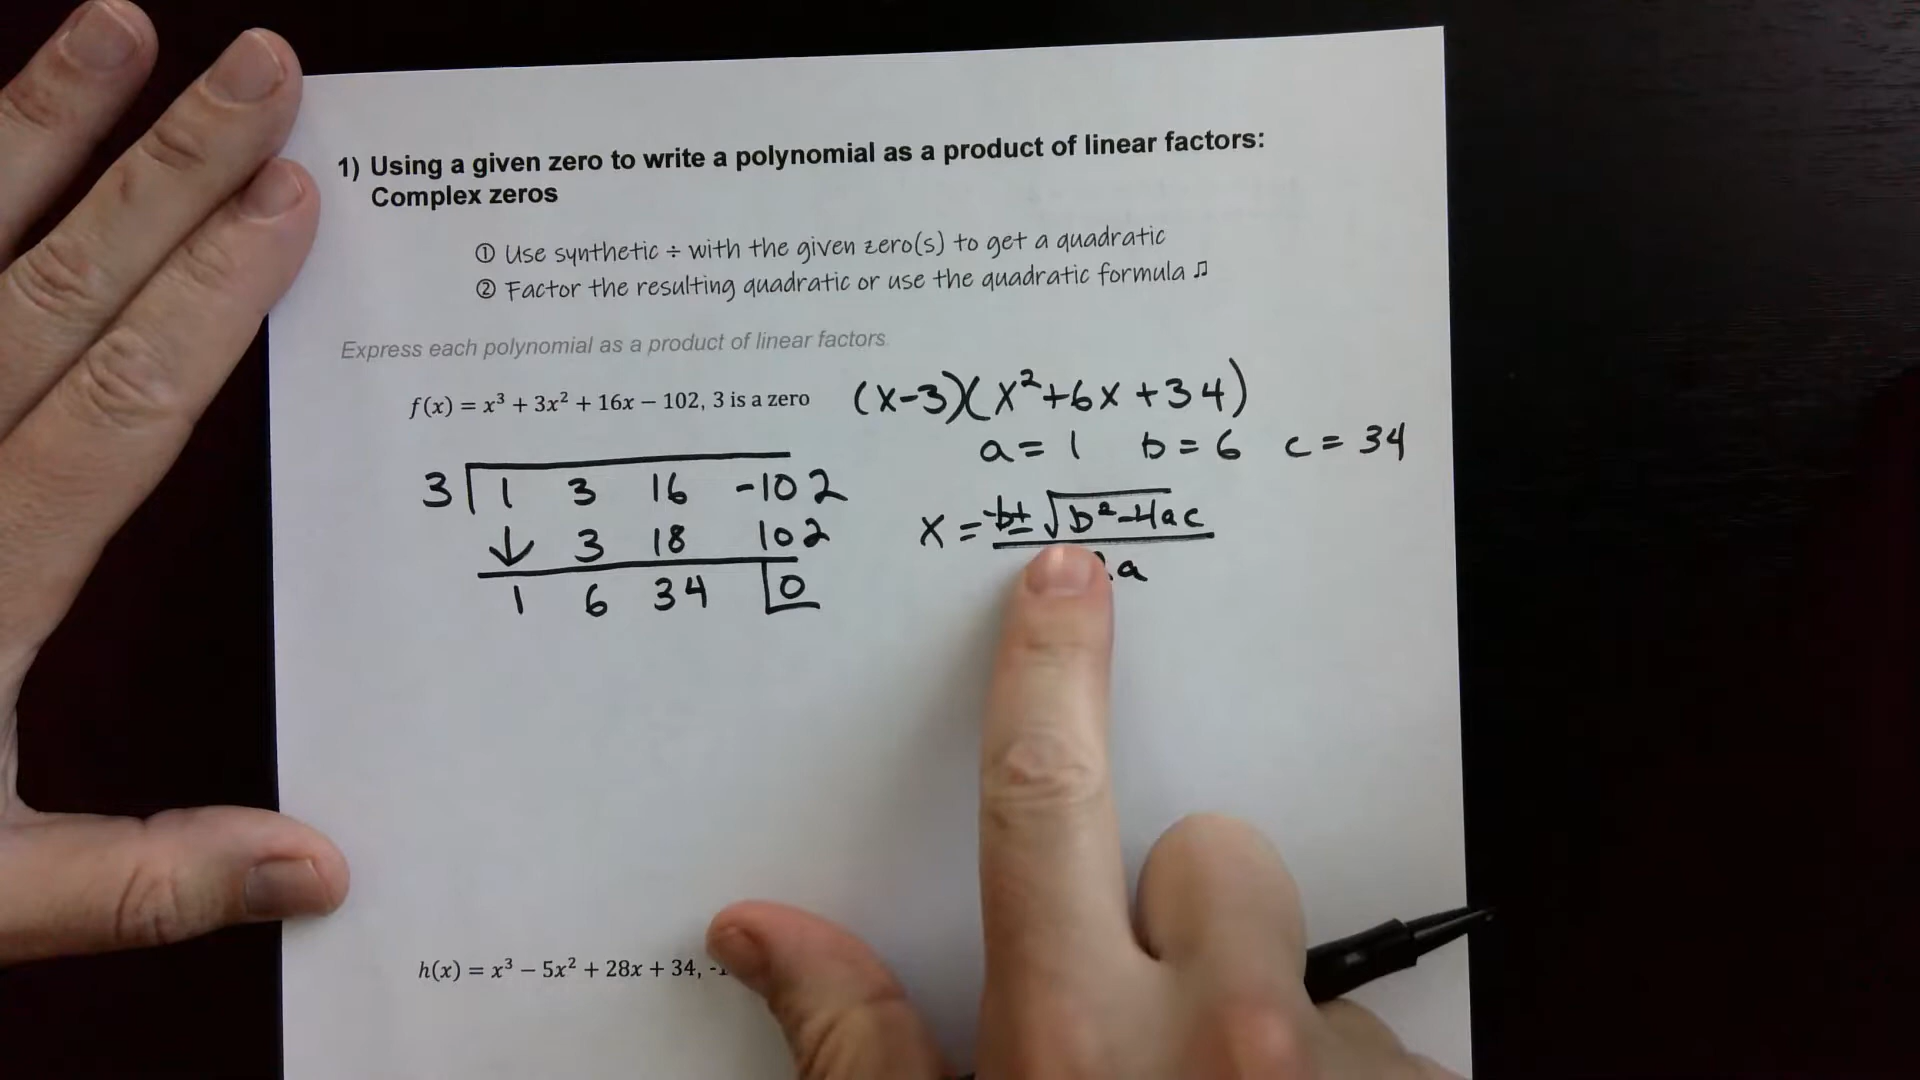 1) Using a given zero to write a polynomial as a product of linear factors:
Complex zeros
① Use synthetic ÷ with the given zero(s) to get a quadratic
② Factor the resulting quadratic or use the quadratic formula ♫
Express each polynomial as a product of linear factors.
f(x) = x³ + 3x² + 16x − 102, 3 is a zero
(x-3)(x²+6x+34)
a=1 b=6 c=34
3 1 3 16 -102
↓ 3 18 102
1 6 34 0
x = -b± √b²-4ac
a
h(x) = x³ − 5x² + 28x + 34,